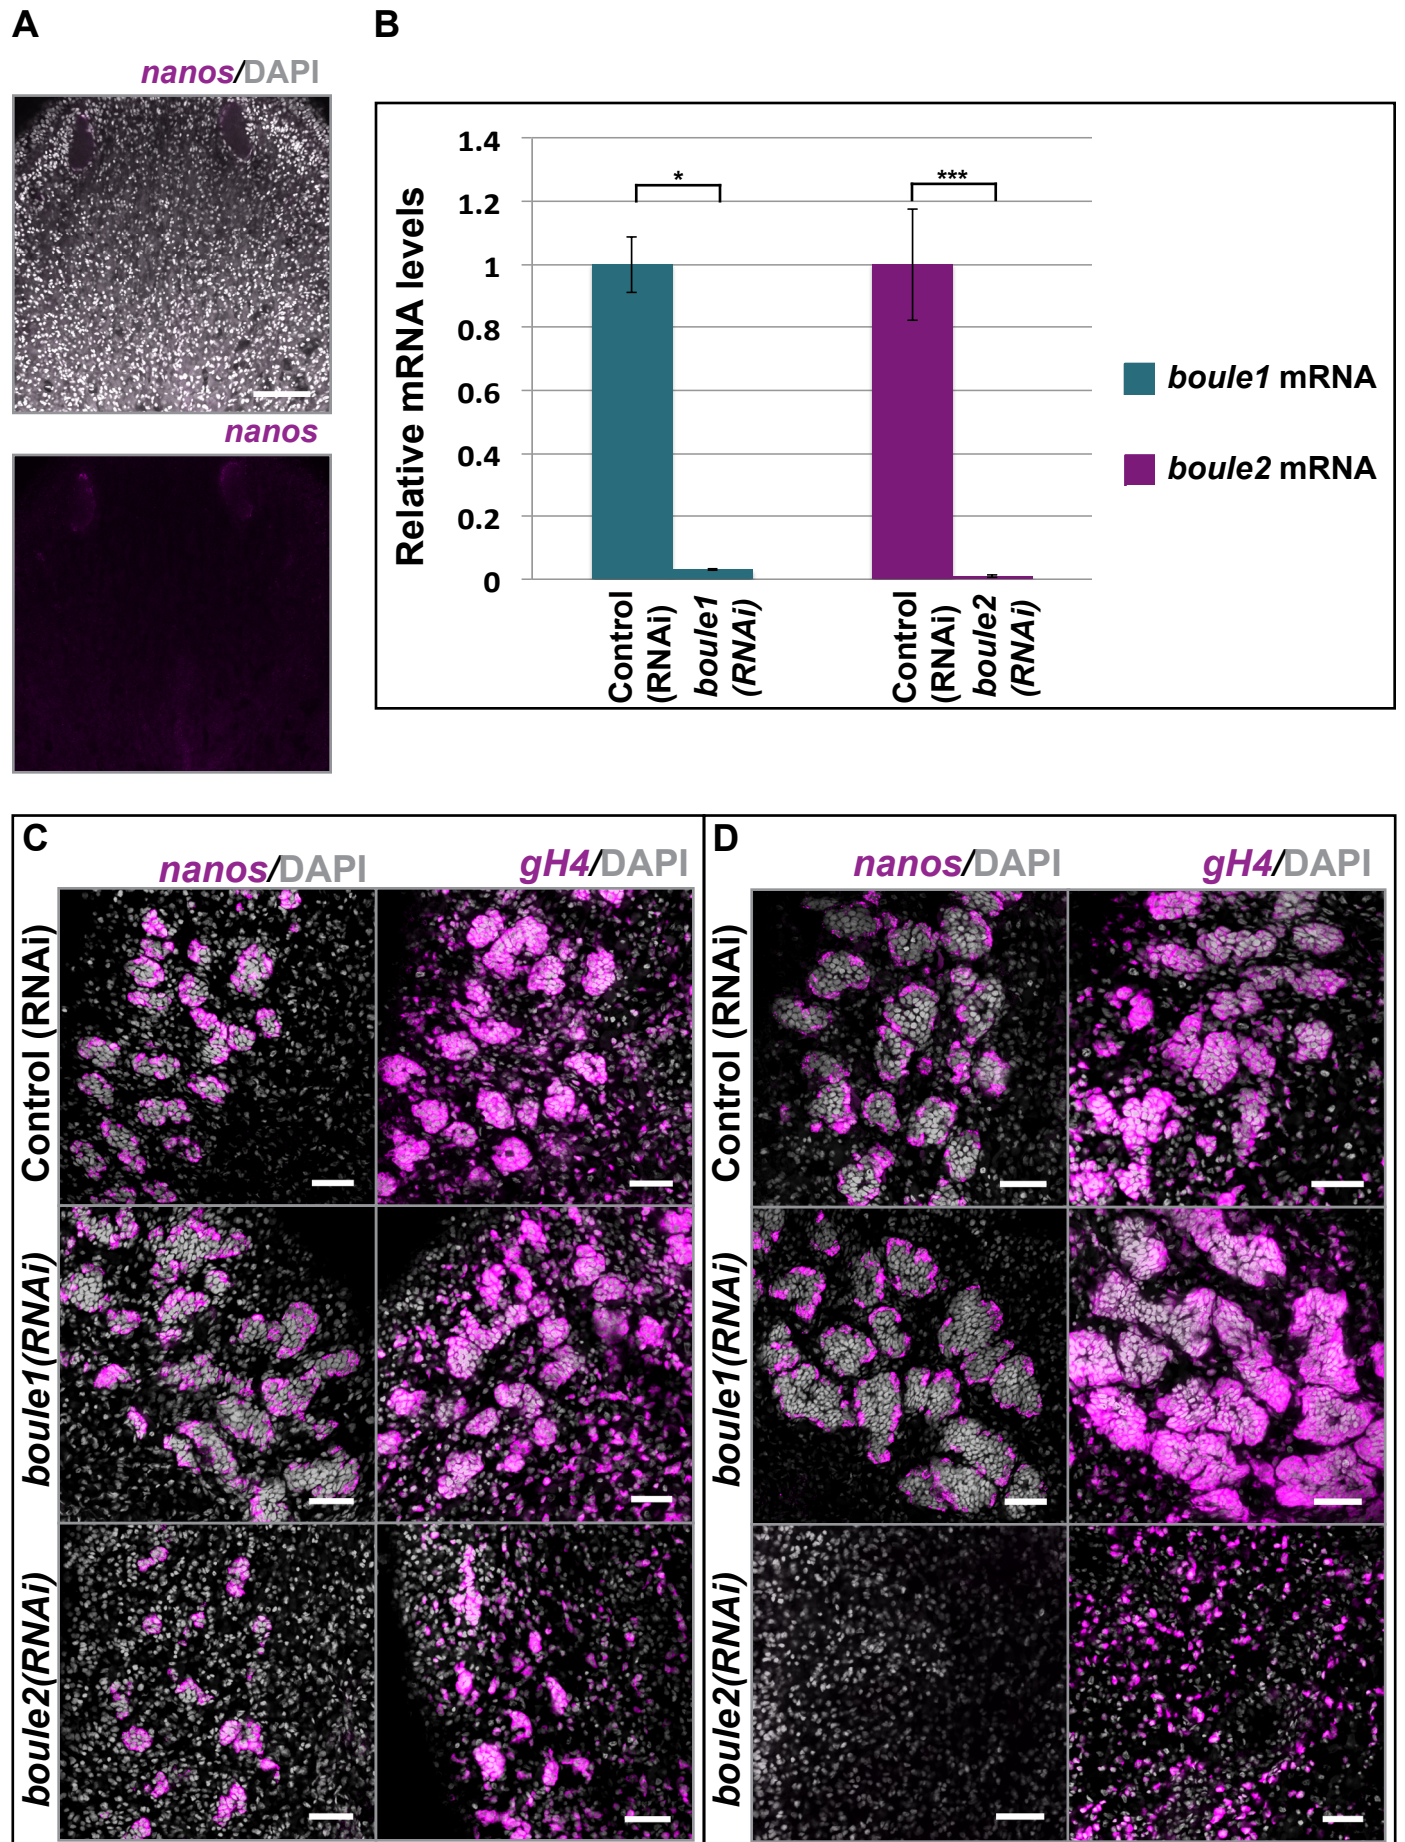 A
nanos/DAPI
nanos
B
1.4
1.2
1
0.8
0.6
0.4
0.2
0
Relative mRNA levels
*
***
Control
(RNAi)
boule1
(RNAi)
Control
(RNAi)
boule2
(RNAi)
boule1 mRNA
boule2 mRNA
C
nanos/DAPI
gH4/DAPI
Control (RNAi)
boule1(RNAi)
boule2(RNAi)
D
nanos/DAPI
gH4/DAPI
Control (RNAi)
boule1(RNAi)
boule2(RNAi)